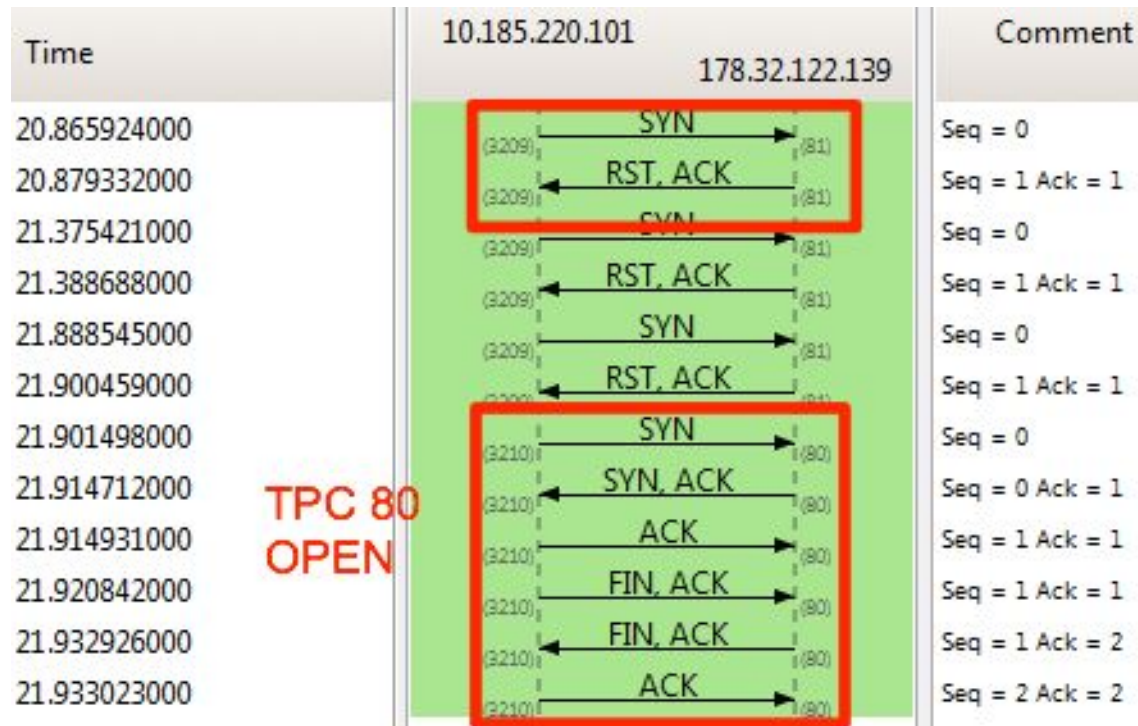 Time 10.185.220.101 178.32.122.139 Comment
20.865924000 (3209) SYN (81) Seq = 0
20.879332000 (3209) RST, ACK (81) Seq = 1 Ack = 1
21.375421000 (3209) SYN (81) Seq = 0
21.388688000 (3209) RST, ACK (81) Seq = 1 Ack = 1
21.888545000 (3209) SYN (81) Seq = 0
21.900459000 RST, ACK Seq = 1 Ack = 1
21.901498000 (3210) SYN (80) Seq = 0
21.914712000 (3210) SYN, ACK (80) Seq = 0 Ack = 1
TPC 80
OPEN
21.914931000 (3210) ACK (80) Seq = 1 Ack = 1
21.920842000 (3210) FIN, ACK (80) Seq = 1 Ack = 1
21.932926000 (3210) FIN, ACK (80) Seq = 1 Ack = 2
21.933023000 (3210) ACK (80) Seq = 2 Ack = 2